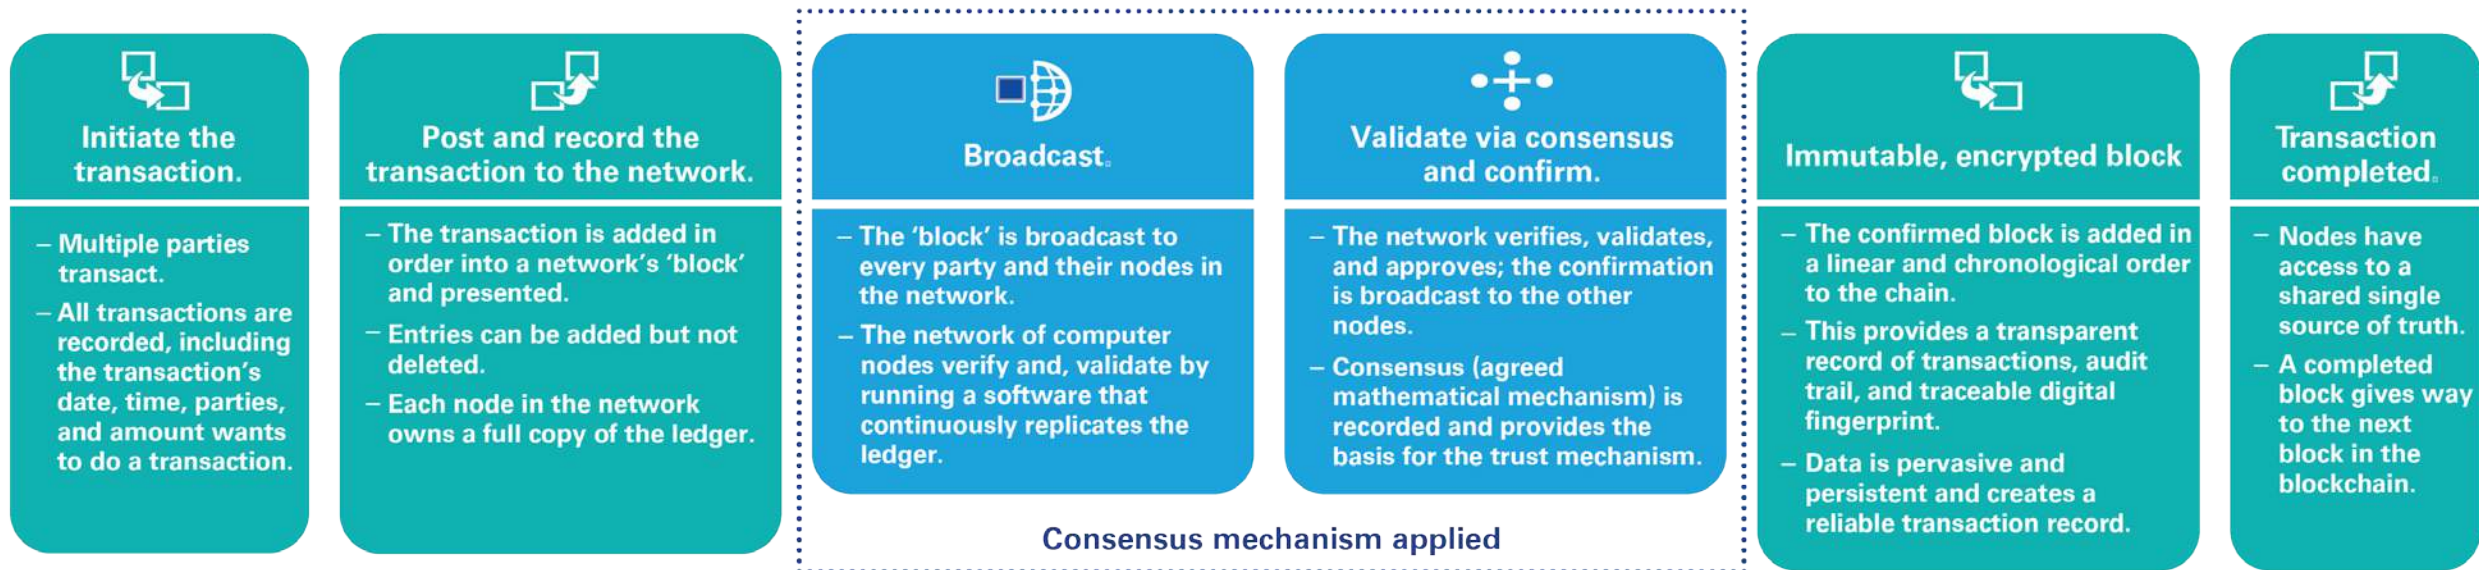 Initiate the
transaction.
– Multiple parties
transact.
– All transactions are
recorded, including
the transaction's
date, time, parties,
and amount wants
to do a transaction.
Post and record the
transaction to the network.
– The transaction is added in
order into a network's 'block'
and presented.
– Entries can be added but not
deleted.
– Each node in the network
owns a full copy of the ledger.
Broadcast.
– The 'block' is broadcast to
every party and their nodes in
the network.
– The network of computer
nodes verify and, validate by
running a software that
continuously replicates the
ledger.
Validate via consensus
and confirm.
– The network verifies, validates,
and approves; the confirmation
is broadcast to the other
nodes.
– Consensus (agreed
mathematical mechanism) is
recorded and provides the
basis for the trust mechanism.
Consensus mechanism applied
Immutable, encrypted block
– The confirmed block is added in
a linear and chronological order
to the chain.
– This provides a transparent
record of transactions, audit
trail, and traceable digital
fingerprint.
– Data is pervasive and
persistent and creates a
reliable transaction record.
Transaction
completed.
– Nodes have
access to a
shared single
source of truth.
– A completed
block gives way
to the next
block in the
blockchain.